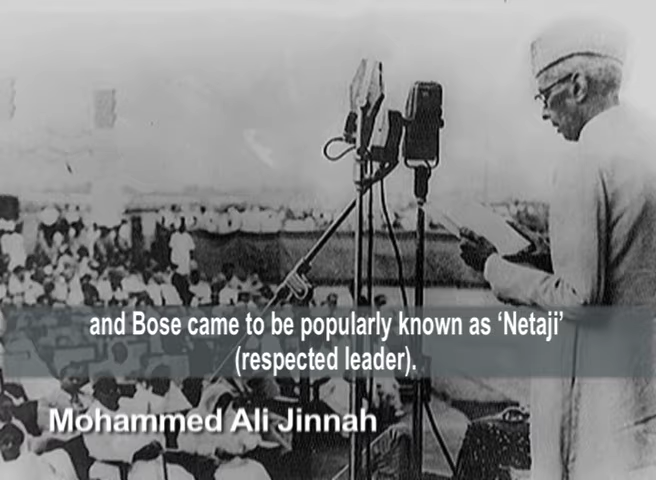 and Bose came to be popularly known as ‘Netaji’
(respected leader).
Mohammed Ali Jinnah